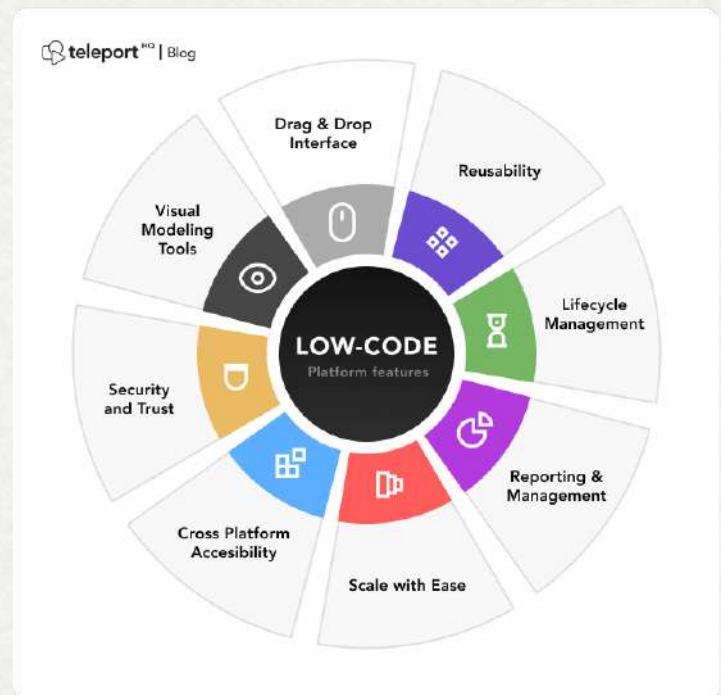 teleport HQ | Blog
Drag & Drop
Interface
Reusability
Visual
Modeling
Tools
Lifecycle
Management
LOW-CODE
Platform features
Security
and Trust
Reporting &
Management
Cross Platform
Accesibility
Scale with Ease